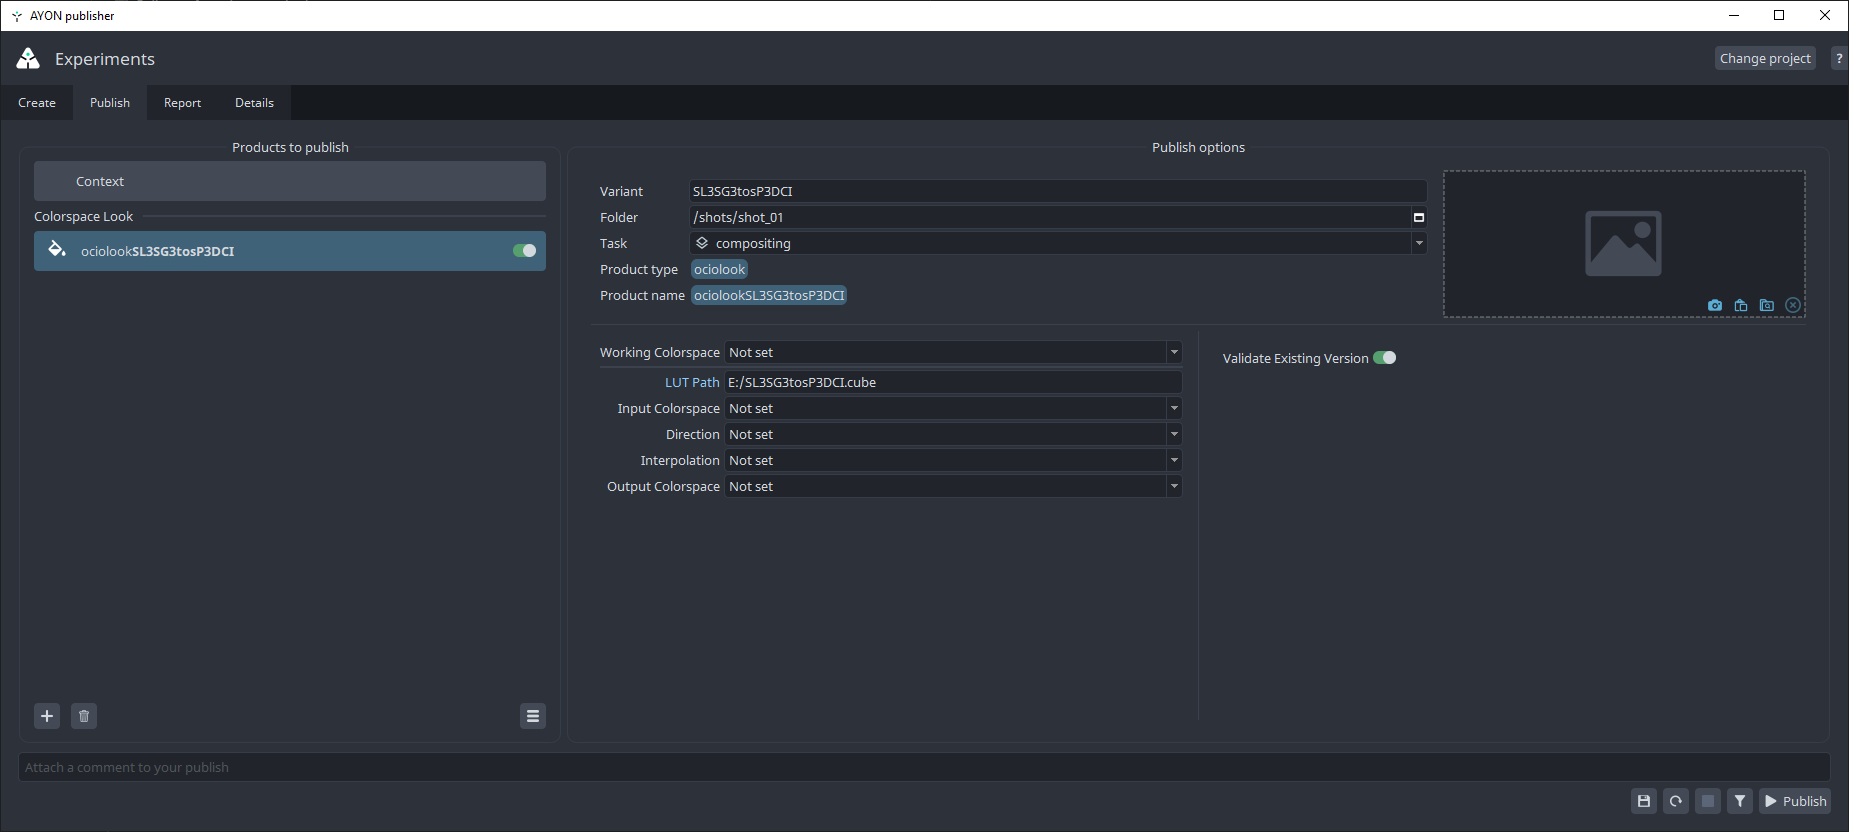 AYON publisher
Experiments
Change project
?
Create
Publish
Report
Details
Products to publish
Context
Colorspace Look
ociolookSL3SG3tosP3DCI
Publish options
Variant SL3SG3tosP3DCI
Folder /shots/shot_01
Task compositing
Product type ociolook
Product name ociolookSL3SG3tosP3DCI
Working Colorspace Not set
LUT Path E:/SL3SG3tosP3DCI.cube
Input Colorspace Not set
Direction Not set
Interpolation Not set
Output Colorspace Not set
Validate Existing Version
Attach a comment to your publish
Publish